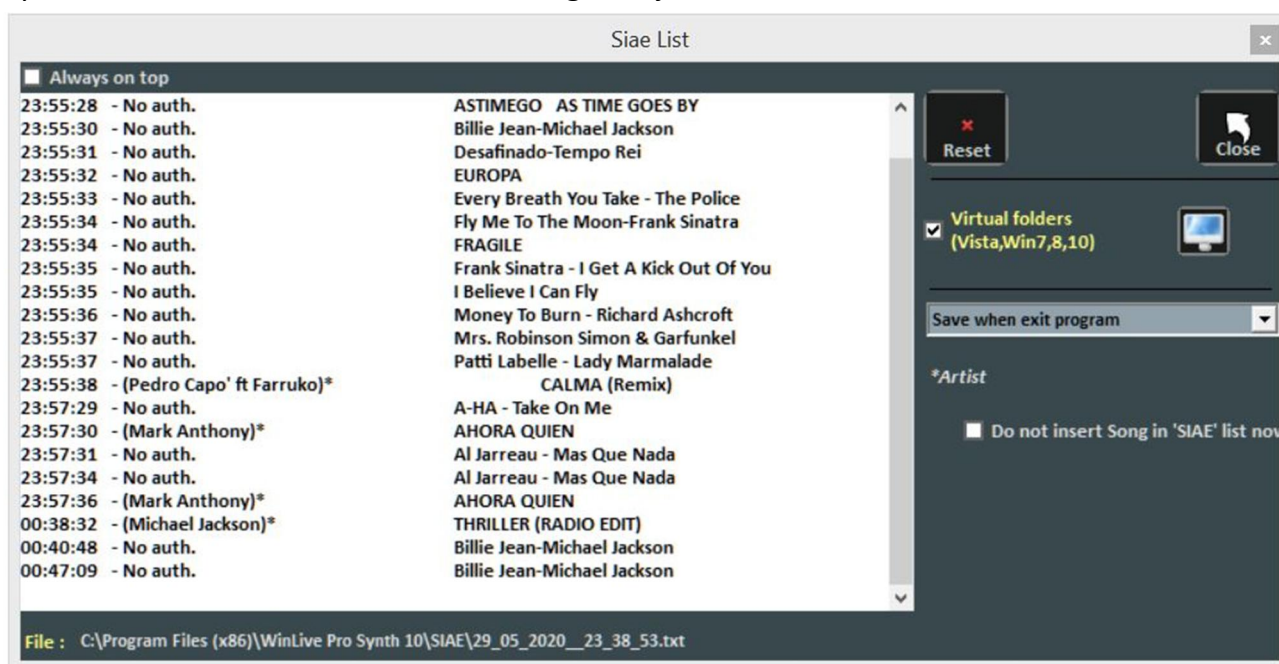 Siae List
Always on top
23:55:28 - No auth. ASTIMEGO AS TIME GOES BY
23:55:30 - No auth. Billie Jean-Michael Jackson
23:55:31 - No auth. Desafinado-Tempo Rei
23:55:32 - No auth. EUROPA
23:55:33 - No auth. Every Breath You Take - The Police
23:55:34 - No auth. Fly Me To The Moon-Frank Sinatra
23:55:34 - No auth. FRAGILE
23:55:35 - No auth. Frank Sinatra - I Get A Kick Out Of You
23:55:35 - No auth. I Believe I Can Fly
23:55:36 - No auth. Money To Burn - Richard Ashcroft
23:55:37 - No auth. Mrs. Robinson Simon & Garfunkel
23:55:37 - No auth. Patti Labelle - Lady Marmalade
23:55:38 - (Pedro Capo' ft Farruko)* CALMA (Remix)
23:57:29 - No auth. A-HA - Take On Me
23:57:30 - (Mark Anthony)* AHORA QUIEN
23:57:31 - No auth. Al Jarreau - Mas Que Nada
23:57:34 - No auth. Al Jarreau - Mas Que Nada
23:57:36 - (Mark Anthony)* AHORA QUIEN
00:38:32 - (Michael Jackson)* THRILLER (RADIO EDIT)
00:40:48 - No auth. Billie Jean-Michael Jackson
00:47:09 - No auth. Billie Jean-Michael Jackson
Reset
Close
Virtual folders
(Vista,Win7,8,10)
Save when exit program
*Artist
Do not insert Song in 'SIAE' list now
File : C:\Program Files (x86)\WinLive Pro Synth 10\SIAE\29_05_2020__23_38_53.txt